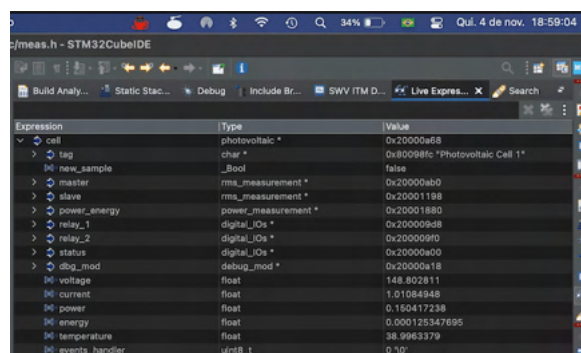 34% Qui. 4 de nov. 18:59:04
c/meas.h - STM32CubeIDE
Build Analy... Static Stac... Debug Include Br... SWV ITM D... Live Expres... X Search
Expression Type Value
cell photovoltaic * 0x20000a68
tag char * 0x80098fc "Photovoltaic Cell 1"
new_sample _Bool false
master rms_measurement * 0x20000ab0
slave rms_measurement * 0x20001198
power_energy power_measurement * 0x20001880
relay_1 digital_IOs * 0x200009d8
relay_2 digital_IOs * 0x200009f0
status digital_IOs * 0x20000a00
dbg_mod debug_mod * 0x20000a18
voltage float 148.802811
current float 1.01084948
power float 0.150417238
energy float 0.000125347695
temperature float 38.9963379
events_handler uint8_t 0 '\0'